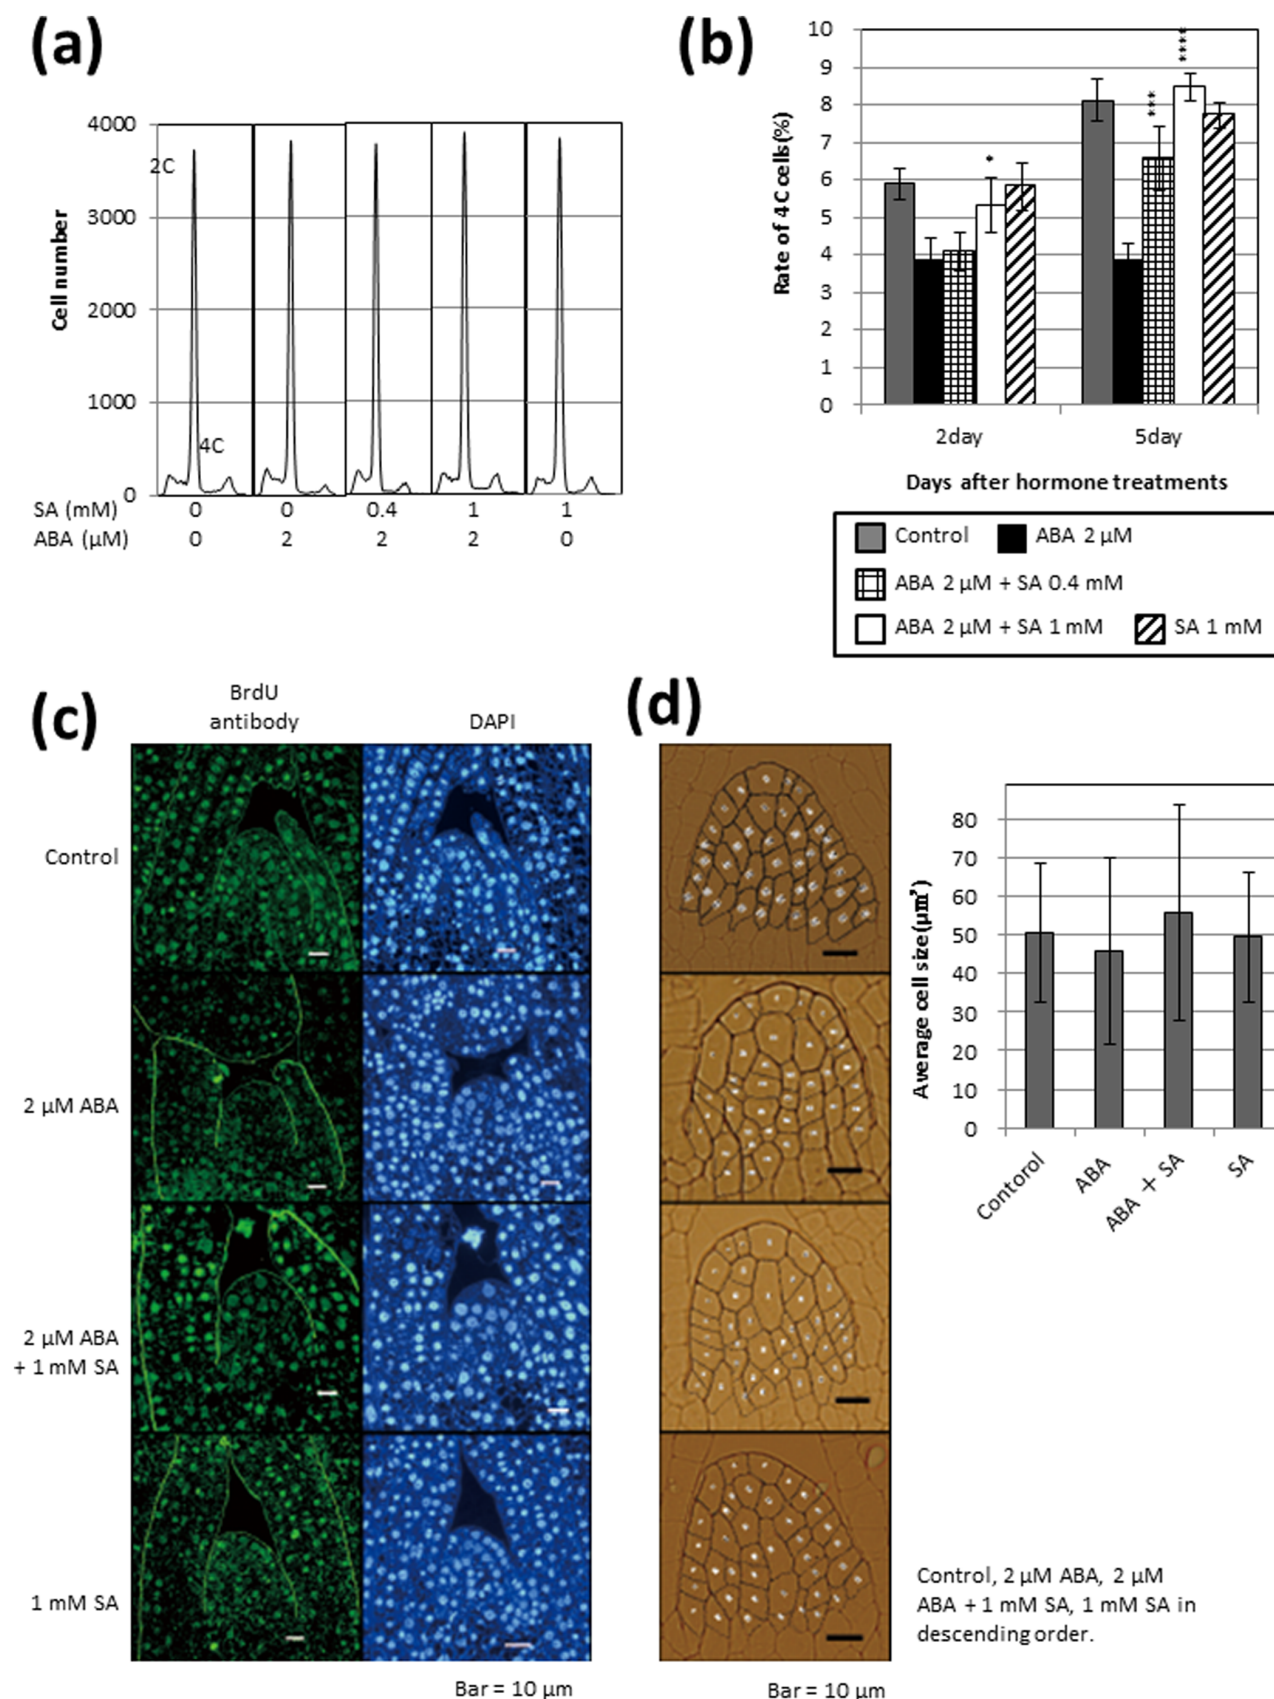 (a)
4000
3000
2000
1000
0
Cell number
2C
4C
SA (mM) 0 0 0.4 1 1
ABA (μM) 0 2 2 2 0
(b)
10
9
8
7
6
5
4
3
2
1
0
Rate of 4C cells(%)
*
***
****
2day 5day
Days after hormone treatments
Control ABA 2 μM
ABA 2 μM + SA 0.4 mM
ABA 2 μM + SA 1 mM SA 1 mM
(c)
BrdU
antibody
DAPI
Control
2 μM ABA
2 μM ABA
+ 1 mM SA
1 mM SA
Bar = 10 μm
(d)
Bar = 10 μm
80
70
60
50
40
30
20
10
0
Average cell size(μm²)
Contorol
ABA
ABA + SA
SA
Control, 2 μM ABA, 2 μM
ABA + 1 mM SA, 1 mM SA in
descending order.